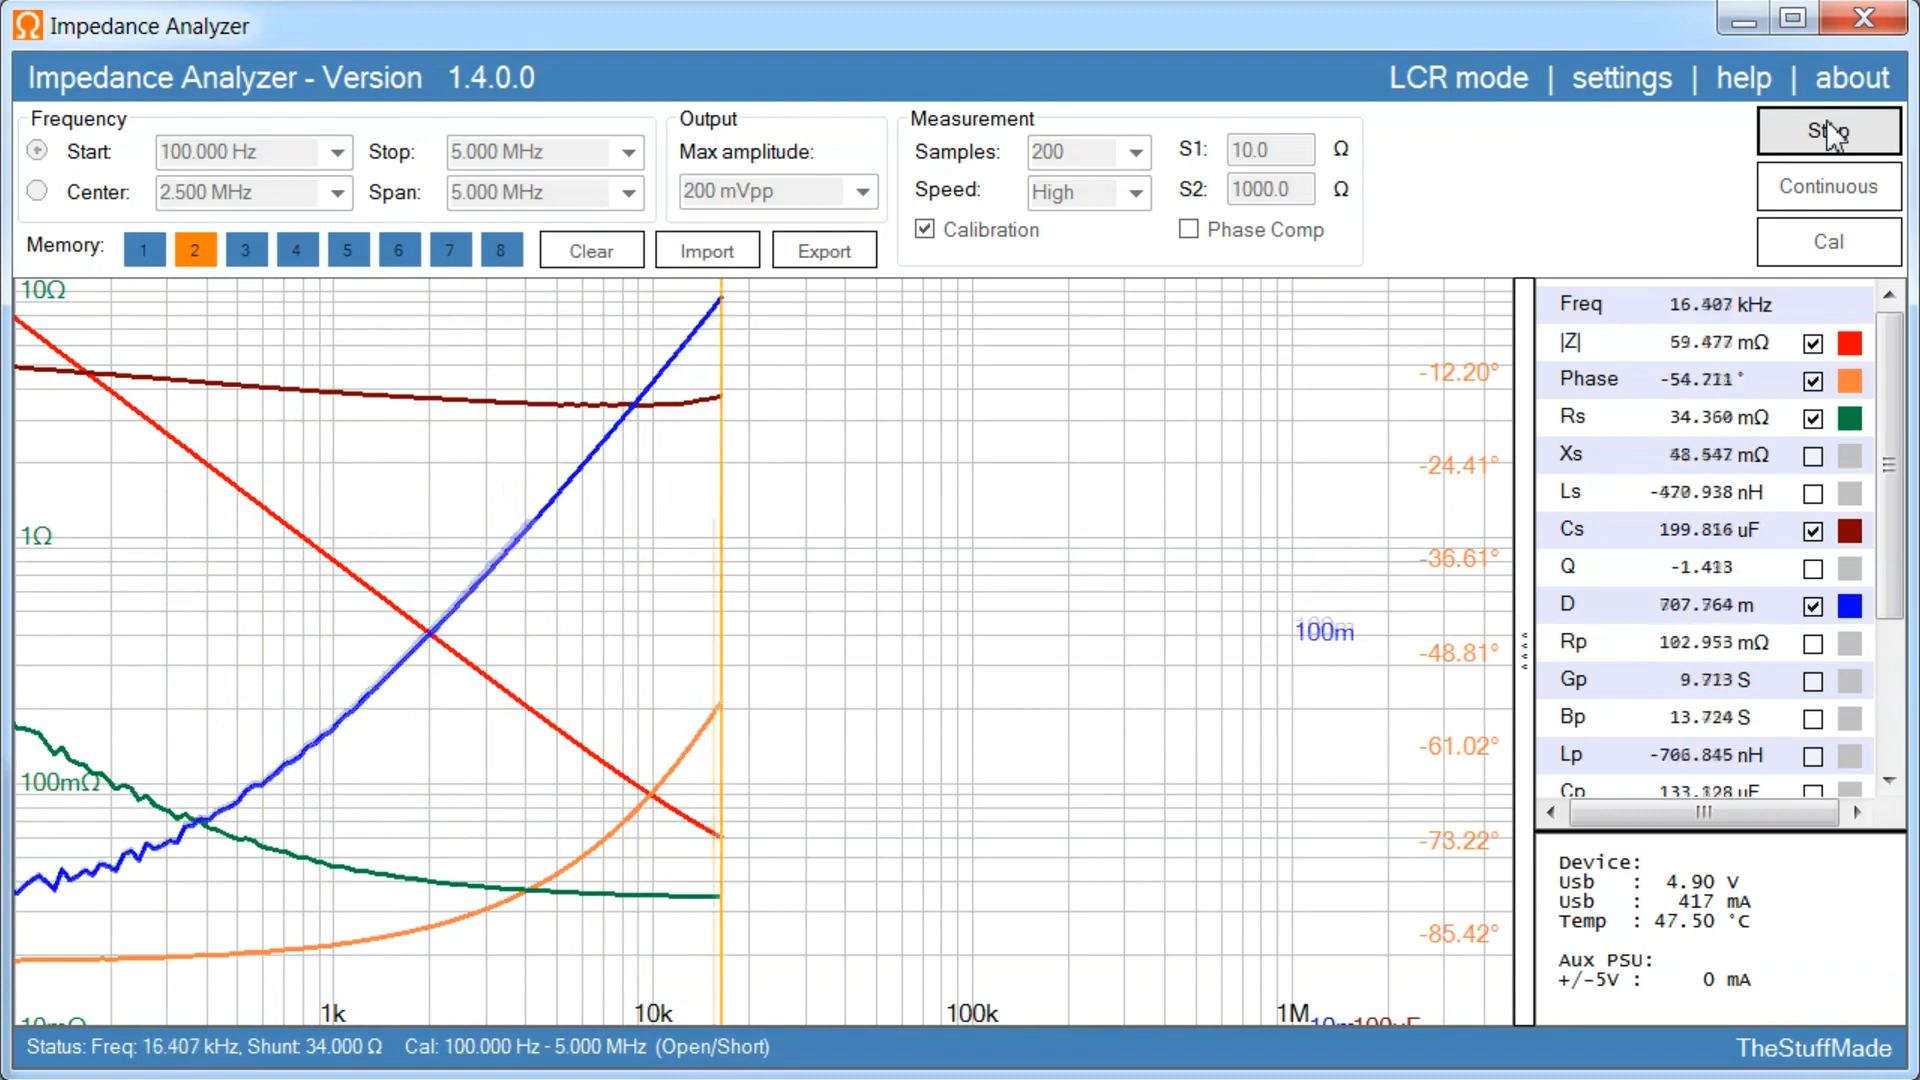 Impedance Analyzer
Impedance Analyzer - Version 1.4.0.0
LCR mode | settings | help | about
Frequency
Start: 100.000 Hz Stop: 5.000 MHz
Center: 2.500 MHz Span: 5.000 MHz
Output
Max amplitude:
200 mVpp
Measurement
Samples: 200 S1: 10.0 Ω
Speed: High S2: 1000.0 Ω
Calibration Phase Comp
Stop
Continuous
Cal
Memory: 1 2 3 4 5 6 7 8 Clear Import Export
10Ω
1Ω
100mΩ
10mΩ
-12.20°
-24.41°
-36.61°
100m
-48.81°
-61.02°
-73.22°
-85.42°
1k 10k 100k 1M
10m 100uF
Freq 16.407 kHz
|Z| 59.477 mΩ
Phase -54.711 °
Rs 34.360 mΩ
Xs 48.547 mΩ
Ls -470.938 nH
Cs 199.816 uF
Q -1.413
D 707.764 m
Rp 102.953 mΩ
Gp 9.713 S
Bp 13.724 S
Lp -706.845 nH
Cp 133.128 uF
Device:
Usb : 4.90 V
Usb : 417 mA
Temp : 47.50 °C
Aux PSU:
+/-5V : 0 mA
Status: Freq: 16.407 kHz, Shunt: 34.000 Ω Cal: 100.000 Hz - 5.000 MHz (Open/Short)
TheStuffMade